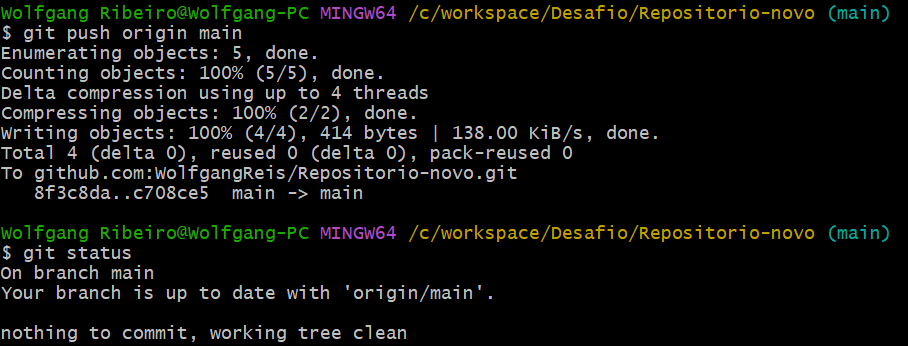 Wolfgang Ribeiro@Wolfgang-PC MINGW64 /c/workspace/Desafio/Repositorio-novo (main)
$ git push origin main
Enumerating objects: 5, done.
Counting objects: 100% (5/5), done.
Delta compression using up to 4 threads
Compressing objects: 100% (2/2), done.
Writing objects: 100% (4/4), 414 bytes | 138.00 KiB/s, done.
Total 4 (delta 0), reused 0 (delta 0), pack-reused 0
To github.com:WolfgangReis/Repositorio-novo.git
   8f3c8da..c708ce5  main -> main
Wolfgang Ribeiro@Wolfgang-PC MINGW64 /c/workspace/Desafio/Repositorio-novo (main)
$ git status
On branch main
Your branch is up to date with 'origin/main'.
nothing to commit, working tree clean